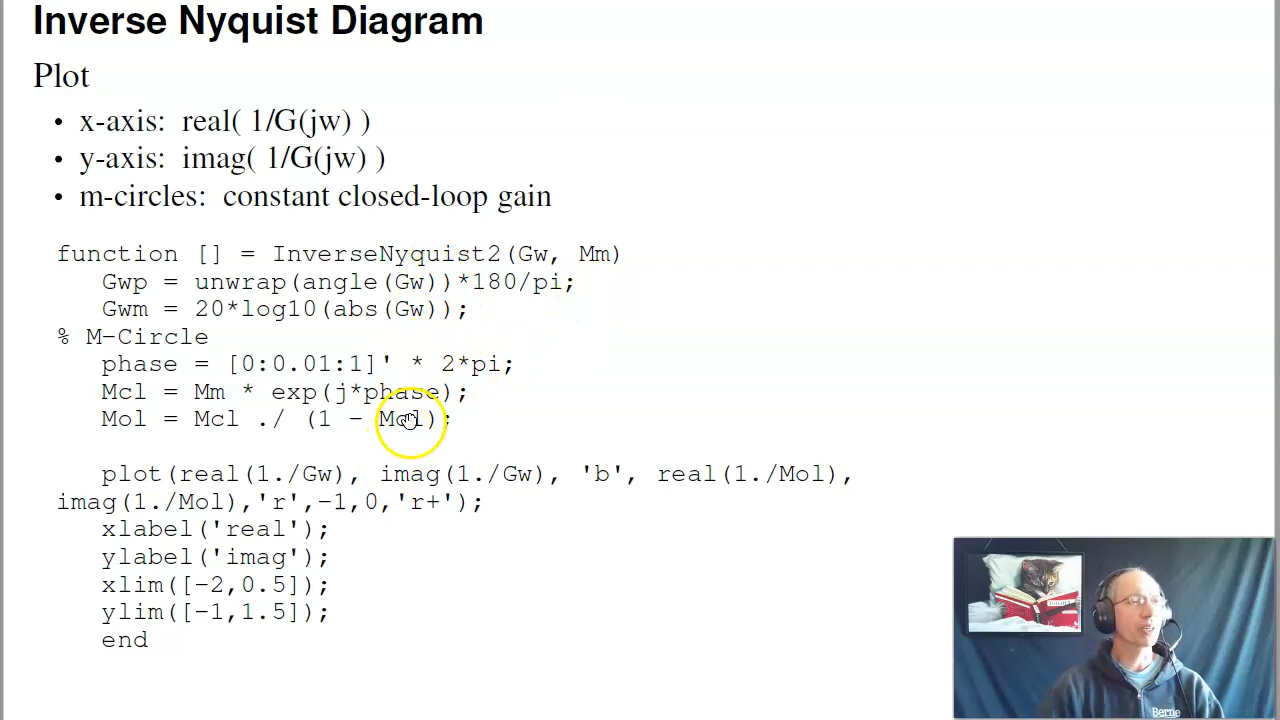 Inverse Nyquist Diagram
Plot
• x-axis: real( 1/G(jw) )
• y-axis: imag( 1/G(jw) )
• m-circles: constant closed-loop gain
function [] = InverseNyquist2(Gw, Mm)
Gwp = unwrap(angle(Gw))*180/pi;
Gwm = 20*log10(abs(Gw));
% M-Circle
phase = [0:0.01:1]' * 2*pi;
Mcl = Mm * exp(j*phase);
Mol = Mcl ./ (1 - Mcl);
plot(real(1./Gw), imag(1./Gw), 'b', real(1./Mol),
imag(1./Mol),'r',-1,0,'r+');
xlabel('real');
ylabel('imag');
xlim([-2,0.5]);
ylim([-1,1.5]);
end
Berne